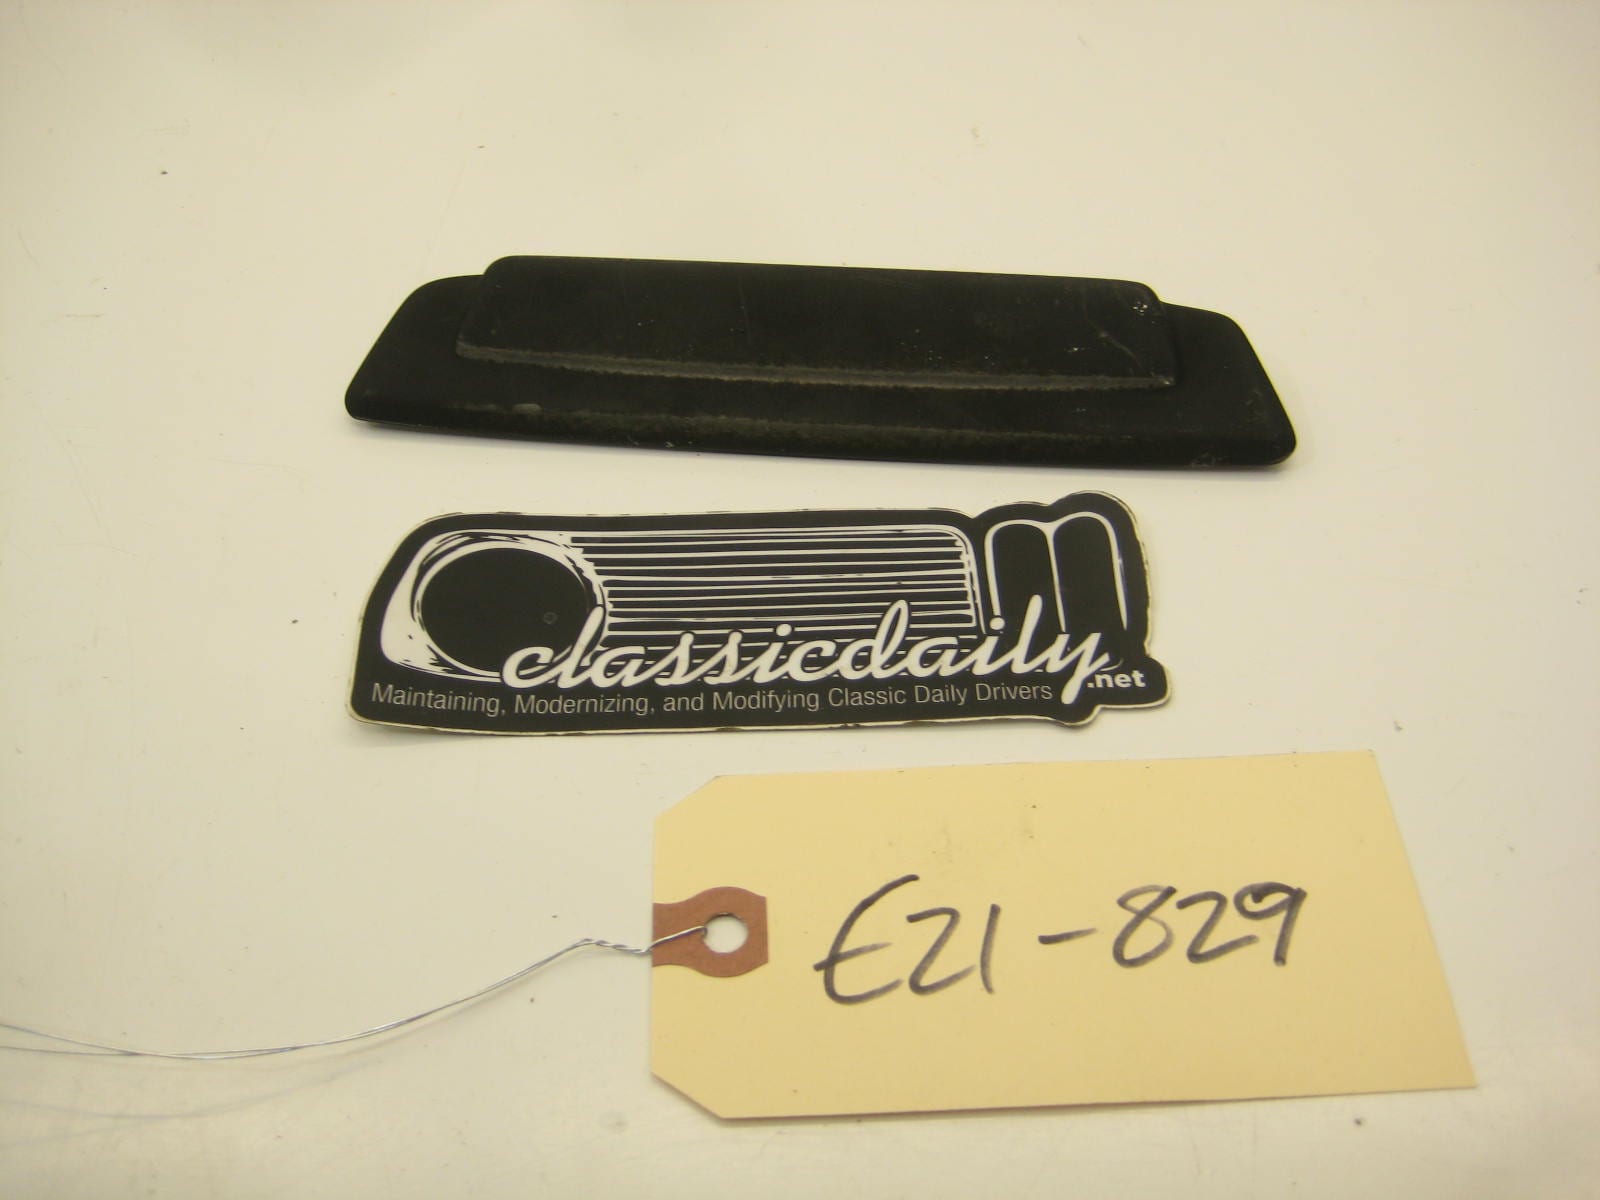 classicdaily.net
Maintaining, Modernizing, and Modifying Classic Daily Drivers
E21-829